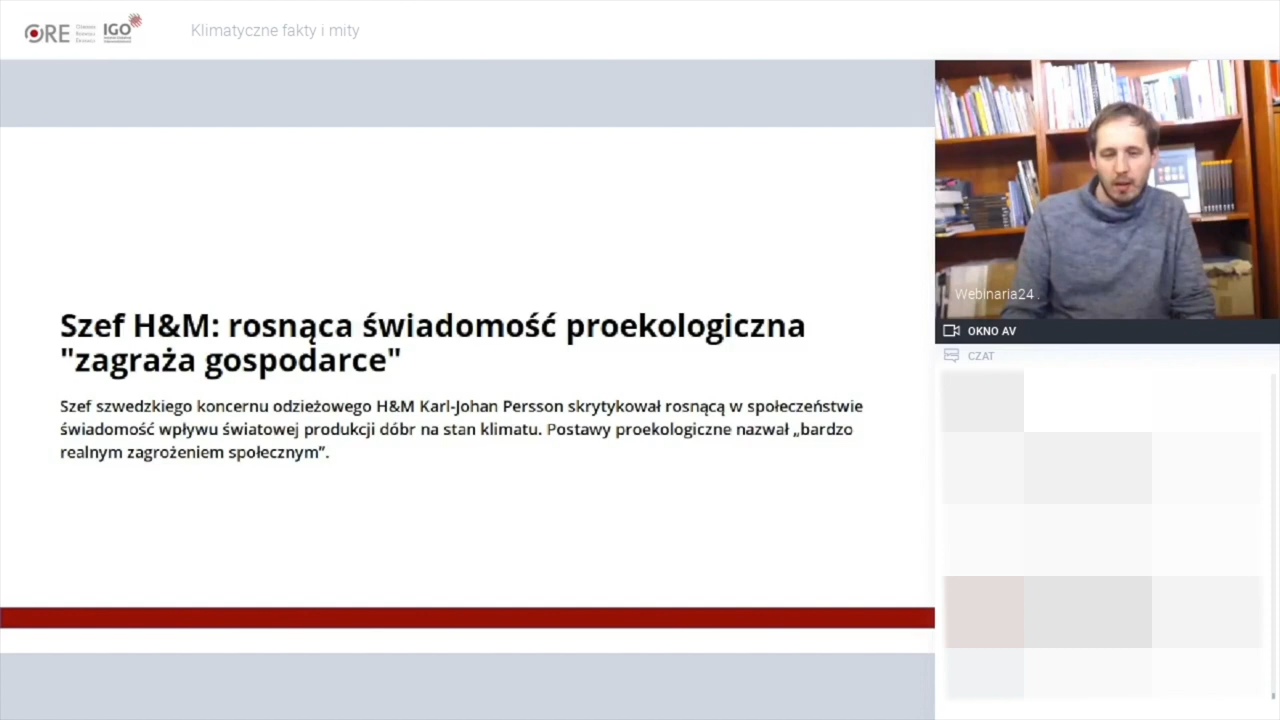 ORE
IGO
Klimatyczne fakty i mity
Szef H&M: rosnąca świadomość proekologiczna
"zagraża gospodarce"
Szef szwedzkiego koncernu odzieżowego H&M Karl-Johan Persson skrytykował rosnącą w społeczeństwie
świadomość wpływu światowej produkcji dóbr na stan klimatu. Postawy proekologiczne nazwał „bardzo
realnym zagrożeniem społecznym”.
Webinaria24 .
OKNO AV
CZAT